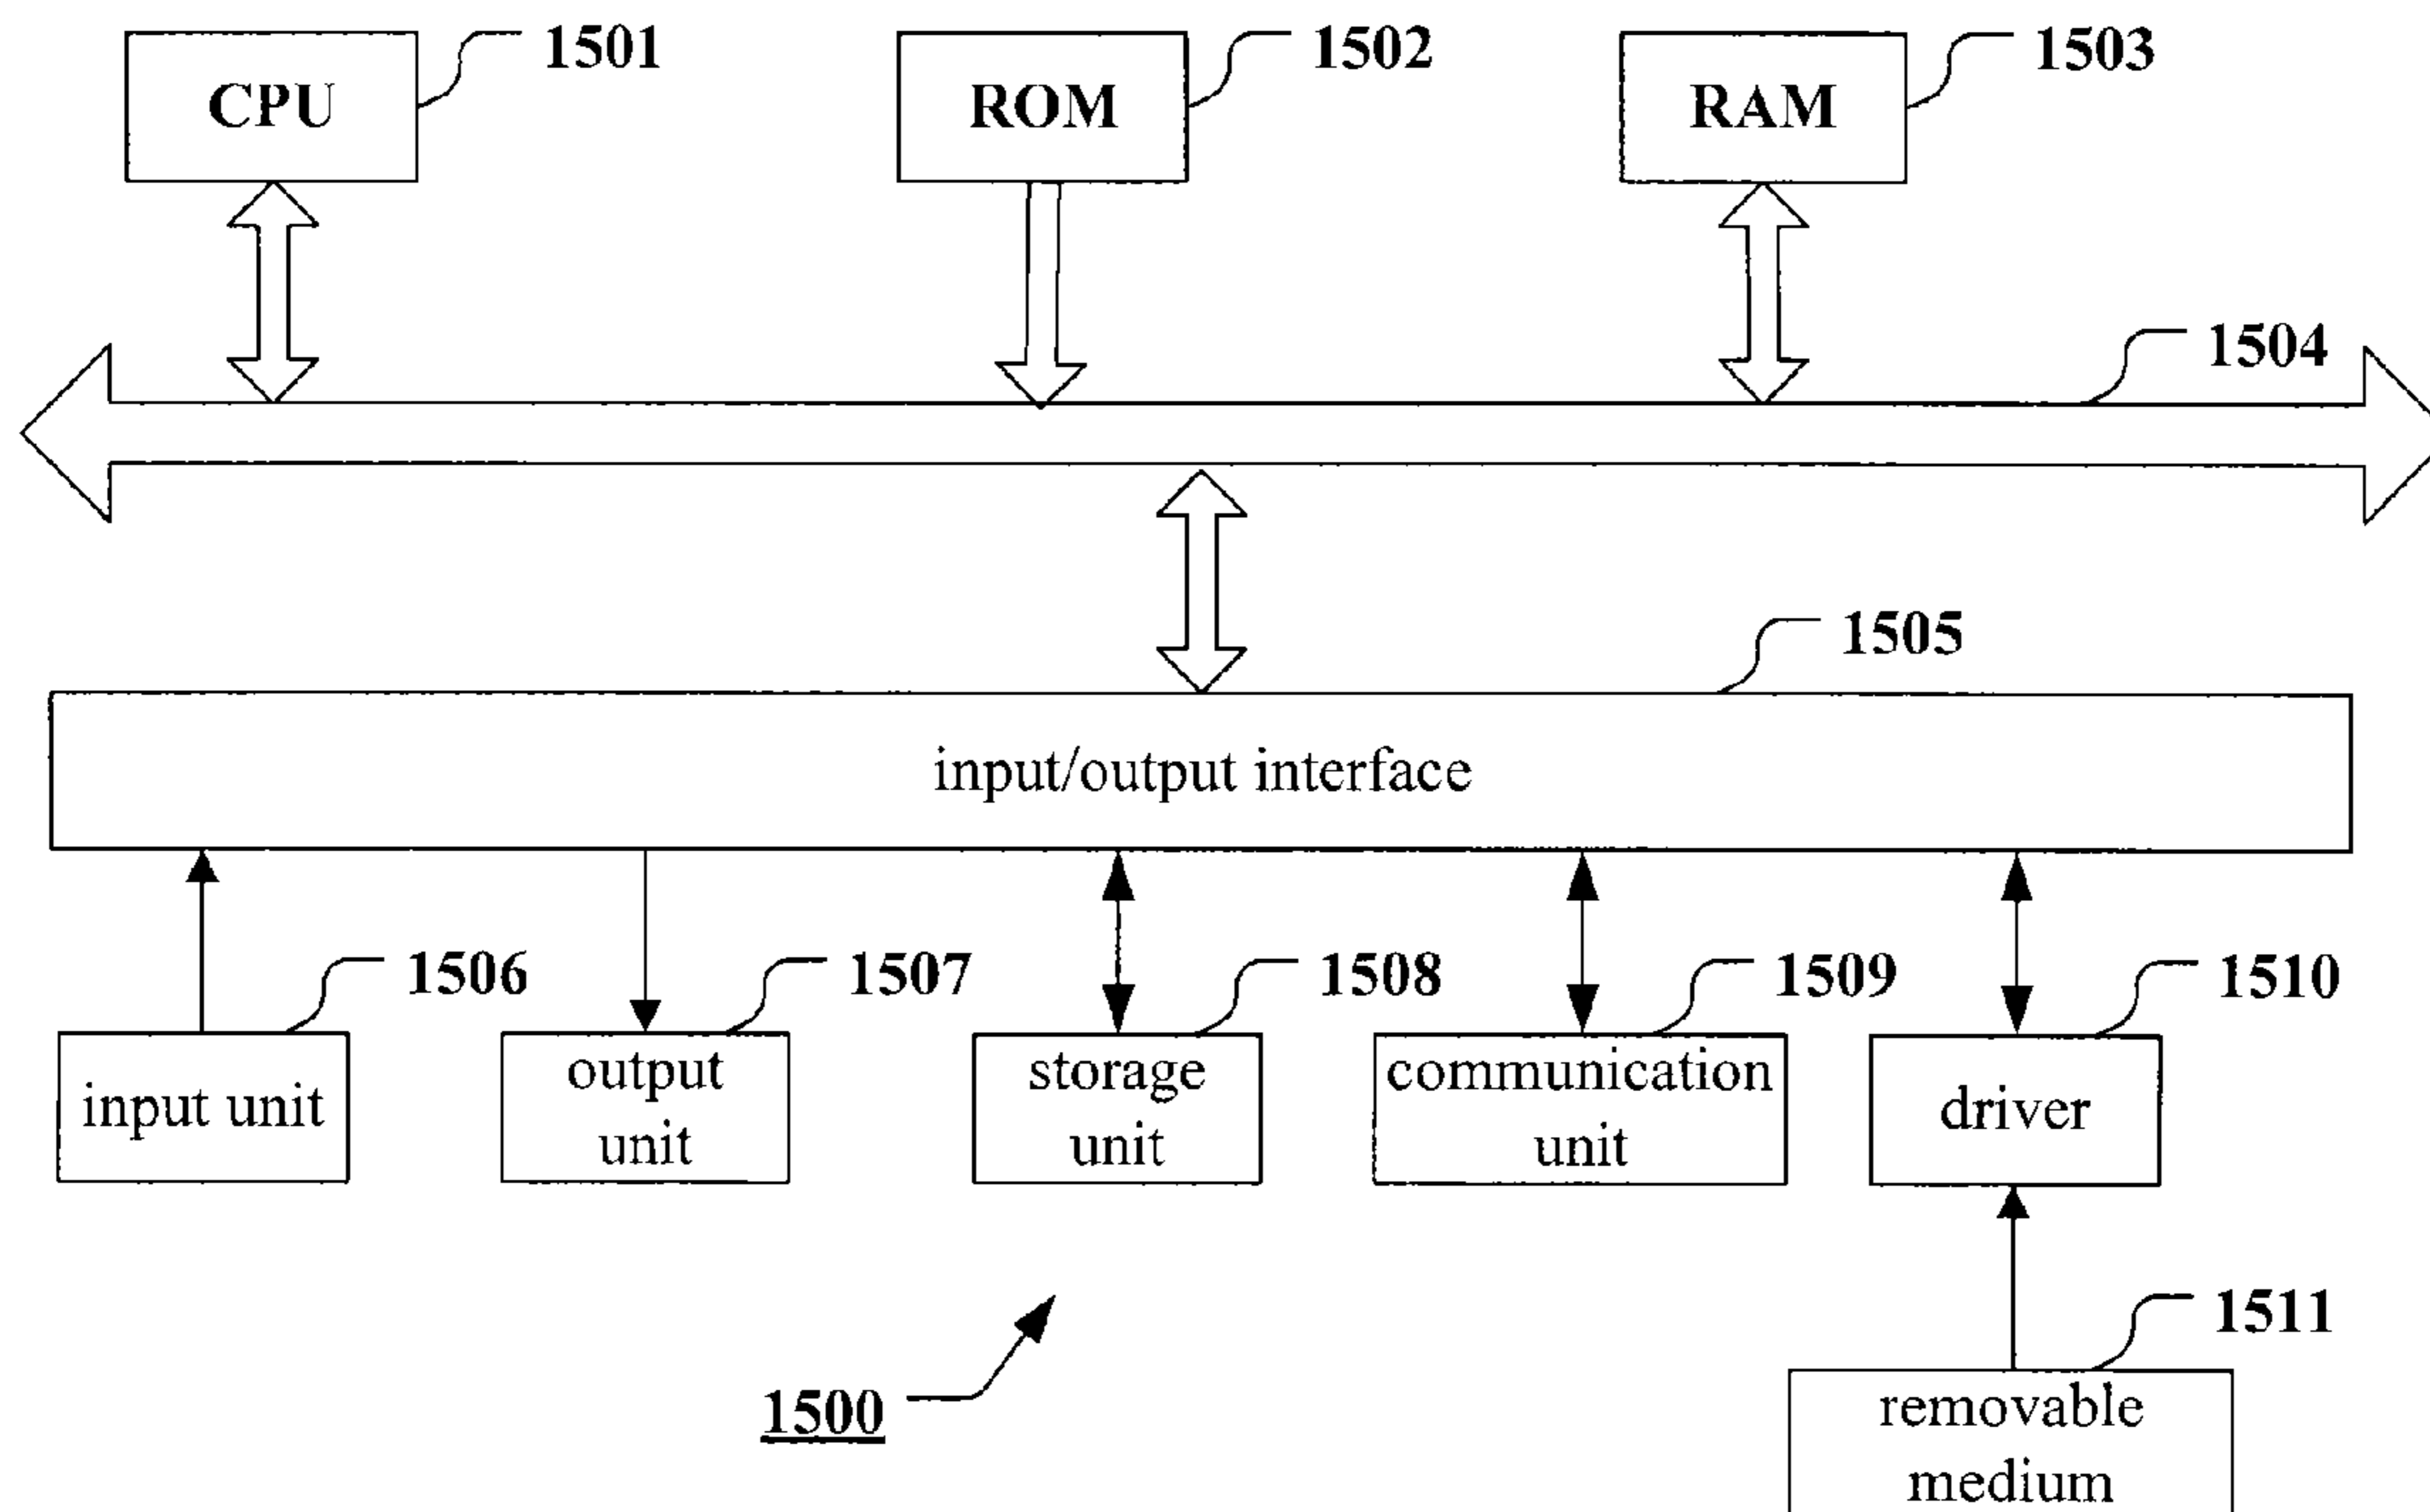 CPU
1501
ROM
1502
RAM
1503
1504
1505
input/output interface
1506
1507
1508
1509
1510
input unit
output
unit
storage
unit
communication
unit
driver
1511
1500
removable
medium